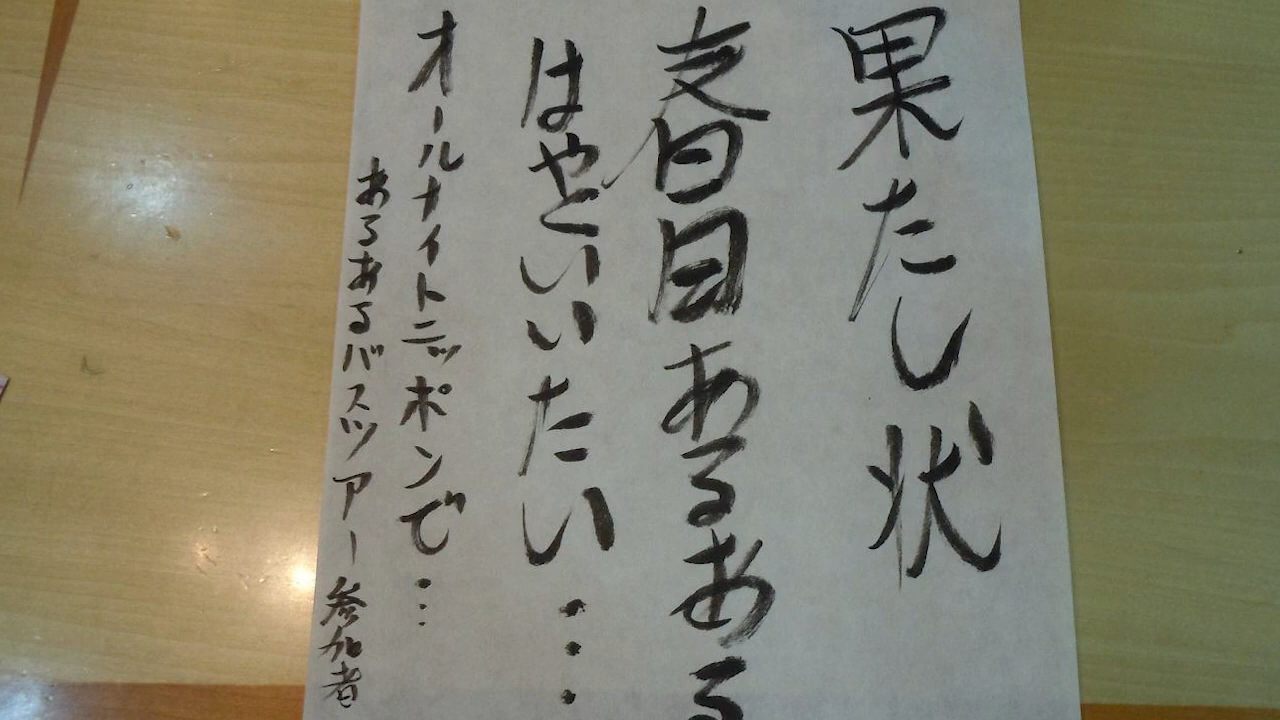 果たし状
春日あるある
はやくいいたい…
オールナイトニッポンで…
あるあるバスツアー参加者